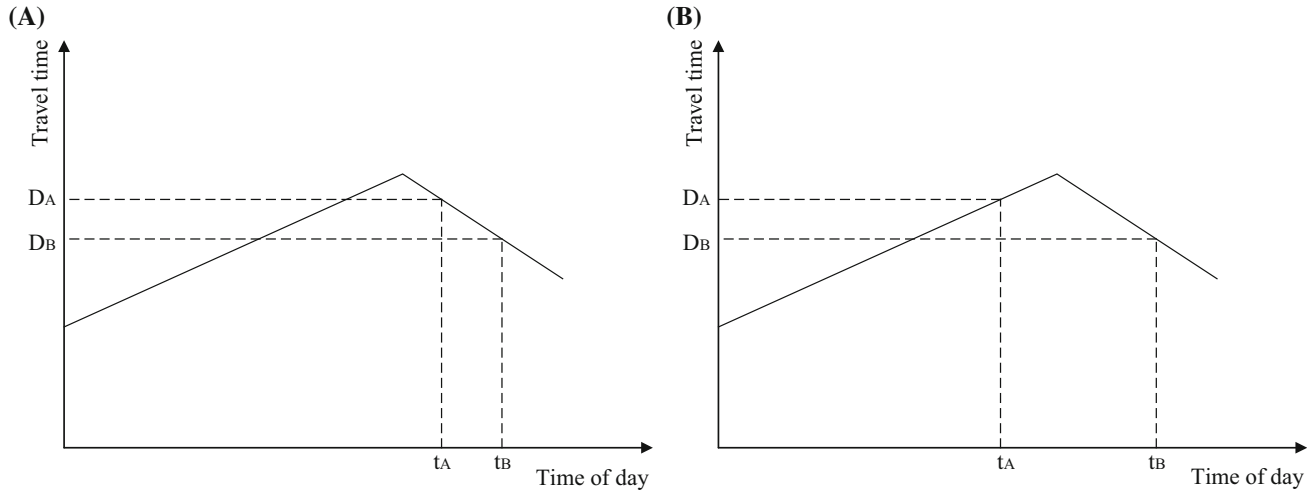 (A)
Travel time
DA
DB
tA
tB
Time of day
(B)
Travel time
DA
DB
tA
tB
Time of day